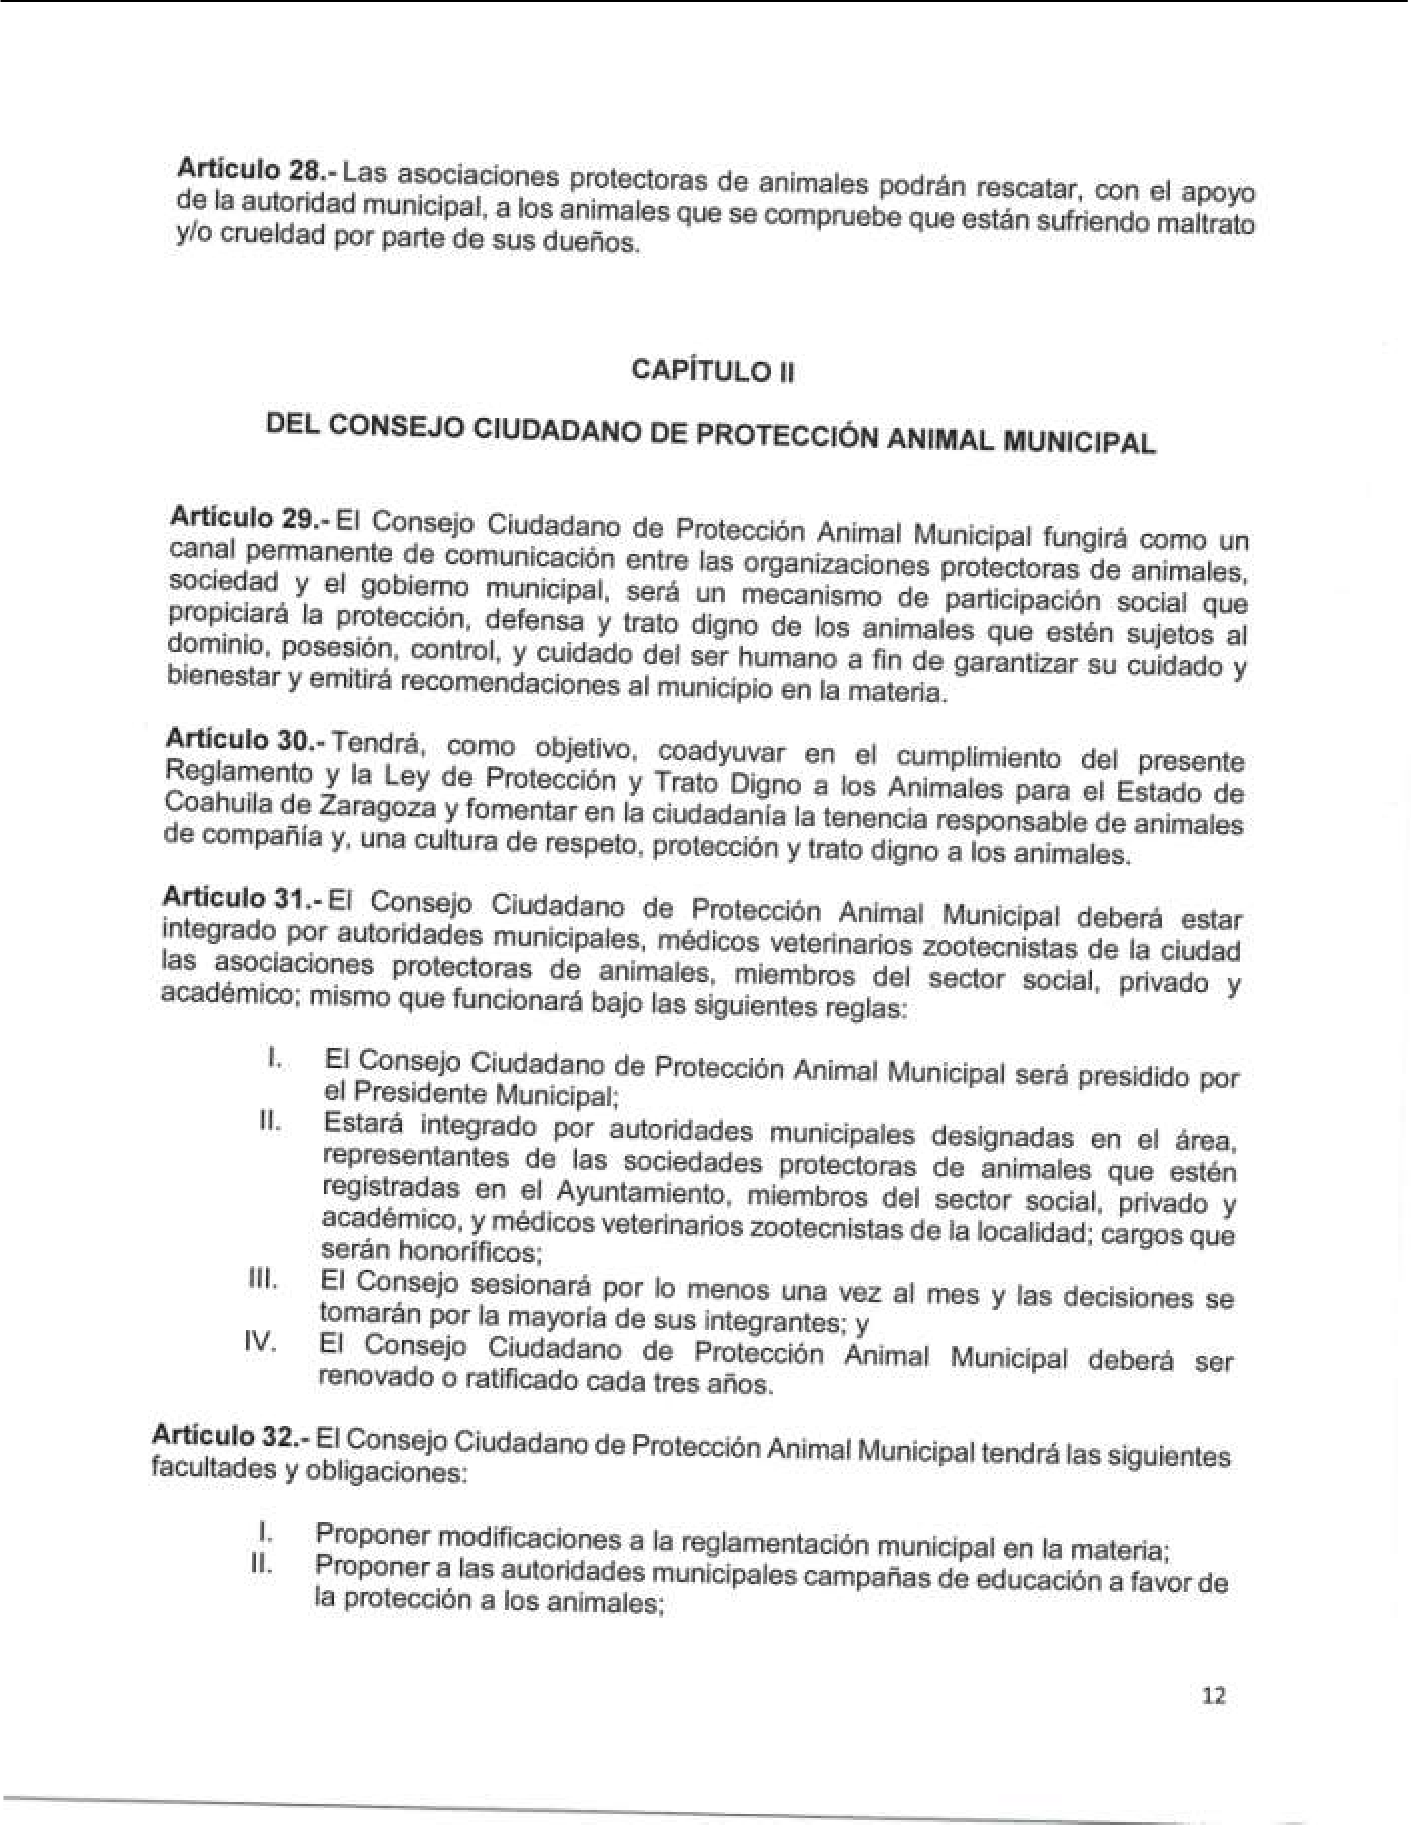 Artículo 28.- Las asociaciones protectoras de animales podrán rescatar, con el apoyo
de la autoridad municipal, a los animales que se compruebe que están sufriendo maltrato
y/o crueldad por parte de sus dueños.
CAPÍTULO II
DEL CONSEJO CIUDADANO DE PROTECCIÓN ANIMAL MUNICIPAL
Artículo 29.- El Consejo Ciudadano de Protección Animal Municipal fungirá como un
canal permanente de comunicación entre las organizaciones protectoras de animales,
sociedad y el gobierno municipal, será un mecanismo de participación social que
propiciará la protección, defensa y trato digno de los animales que estén sujetos al
dominio, posesión, control, y cuidado del ser humano a fin de garantizar su cuidado y
bienestar y emitirá recomendaciones al municipio en la materia.
Artículo 30.- Tendrá, como objetivo, coadyuvar en el cumplimiento del presente
Reglamento y la Ley de Protección y Trato Digno a los Animales para el Estado de
Coahuila de Zaragoza y fomentar en la ciudadanía la tenencia responsable de animales
de compañía y, una cultura de respeto, protección y trato digno a los animales.
Artículo 31.- El Consejo Ciudadano de Protección Animal Municipal deberá estar
integrado por autoridades municipales, médicos veterinarios zootecnistas de la ciudad
las asociaciones protectoras de animales, miembros del sector social, privado y
académico; mismo que funcionará bajo las siguientes reglas:
I. El Consejo Ciudadano de Protección Animal Municipal será presidido por
el Presidente Municipal;
II. Estará integrado por autoridades municipales designadas en el área,
representantes de las sociedades protectoras de animales que estén
registradas en el Ayuntamiento, miembros del sector social, privado y
académico, y médicos veterinarios zootecnistas de la localidad; cargos que
serán honoríficos;
III. El Consejo sesionará por lo menos una vez al mes y las decisiones se
tomarán por la mayoría de sus integrantes; y
IV. El Consejo Ciudadano de Protección Animal Municipal deberá ser
renovado o ratificado cada tres años.
Artículo 32.- El Consejo Ciudadano de Protección Animal Municipal tendrá las siguientes
facultades y obligaciones:
I. Proponer modificaciones a la reglamentación municipal en la materia;
II. Proponer a las autoridades municipales campañas de educación a favor de
la protección a los animales;
12